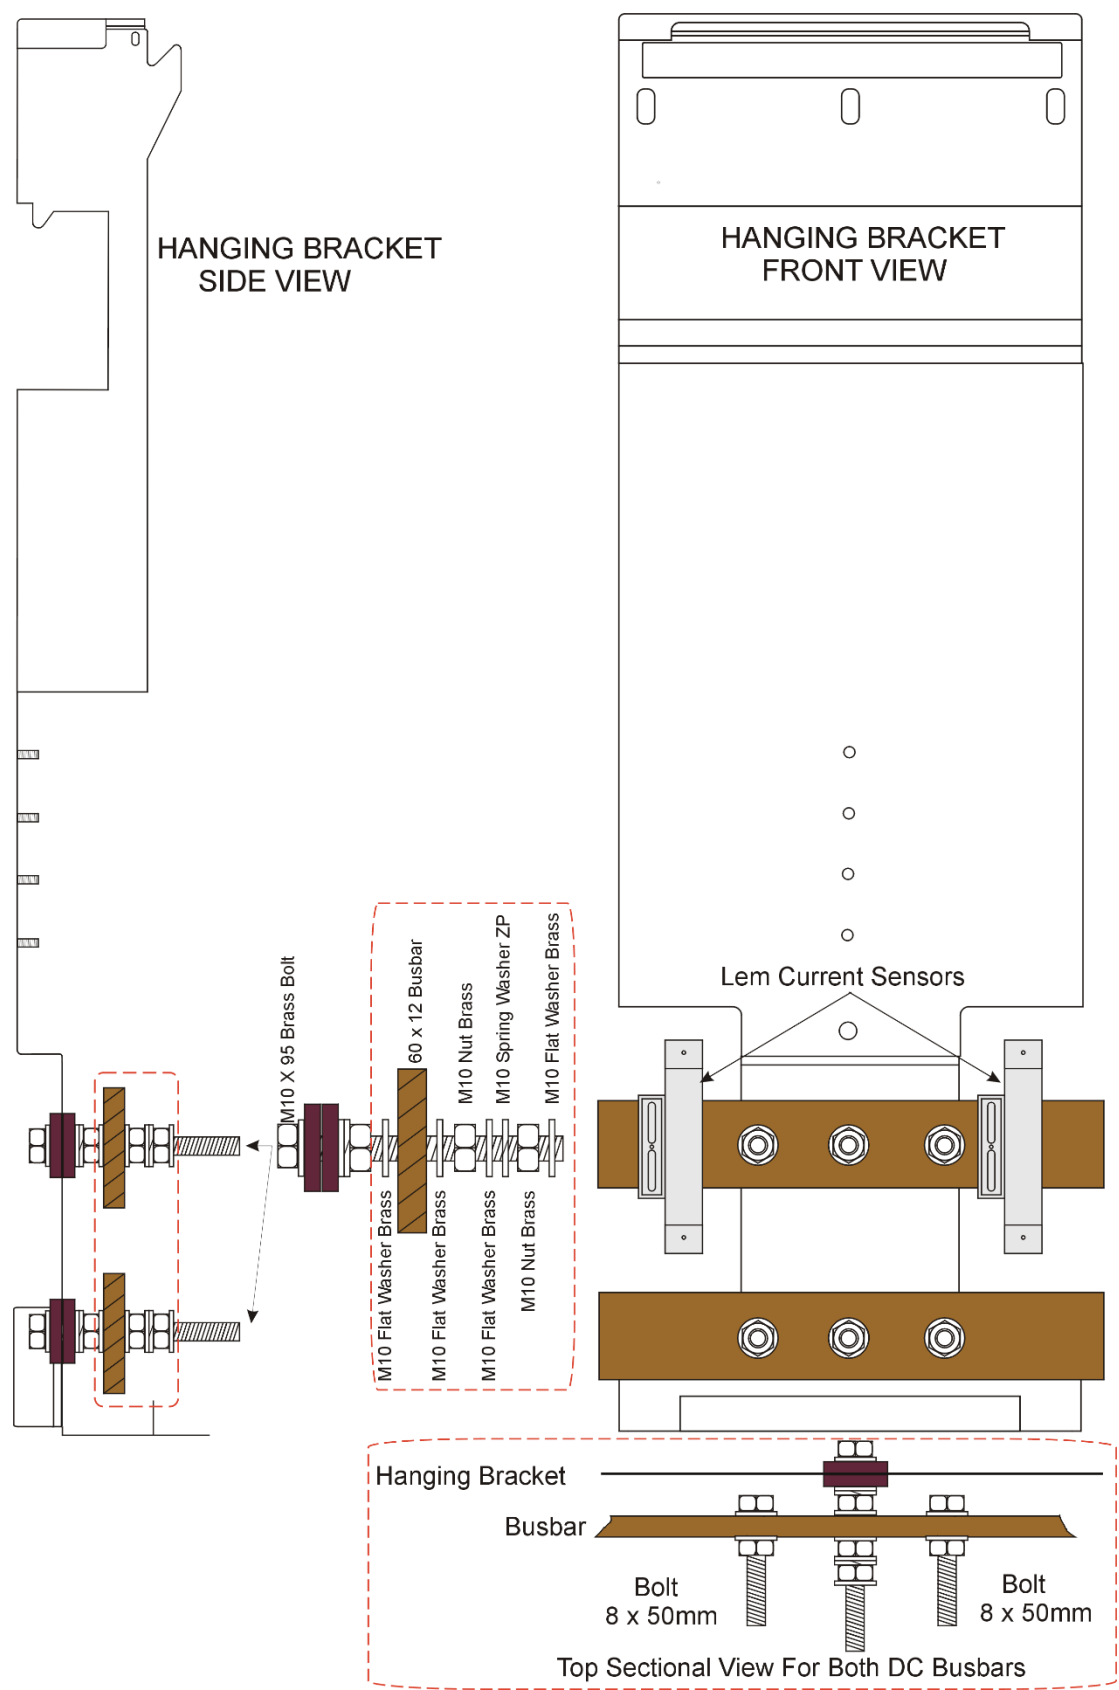 HANGING BRACKET
SIDE VIEW
HANGING BRACKET
FRONT VIEW
M10 X 95 Brass Bolt
60 x 12 Busbar
M10 Nut Brass
M10 Spring Washer ZP
M10 Flat Washer Brass
M10 Flat Washer Brass
M10 Flat Washer Brass
M10 Flat Washer Brass
M10 Nut Brass
Lem Current Sensors
Hanging Bracket
Busbar
Bolt
8 x 50mm
Bolt
8 x 50mm
Top Sectional View For Both DC Busbars